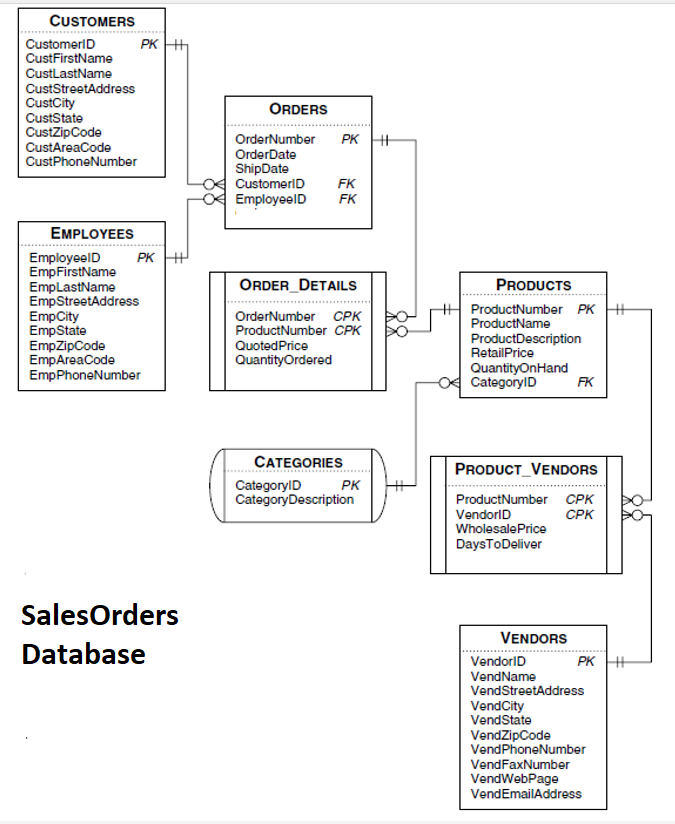 CUSTOMERS
CustomerID PK
CustFirstName
CustLastName
CustStreetAddress
CustCity
CustState
CustZipCode
CustAreaCode
CustPhoneNumber
ORDERS
OrderNumber PK
OrderDate
ShipDate
CustomerID FK
EmployeeID FK
EMPLOYEES
EmployeeID PK
EmpFirstName
EmpLastName
EmpStreetAddress
EmpCity
EmpState
EmpZipCode
EmpAreaCode
EmpPhoneNumber
ORDER_DETAILS
OrderNumber CPK
ProductNumber CPK
QuotedPrice
QuantityOrdered
PRODUCTS
ProductNumber PK
ProductName
ProductDescription
RetailPrice
QuantityOnHand
CategoryID FK
CATEGORIES
CategoryID PK
CategoryDescription
PRODUCT_VENDORS
ProductNumber CPK
VendorID CPK
WholesalePrice
DaysToDeliver
SalesOrders
Database
VENDORS
VendorID PK
VendName
VendStreetAddress
VendCity
VendState
VendZipCode
VendPhoneNumber
VendFaxNumber
VendWebPage
VendEmailAddress